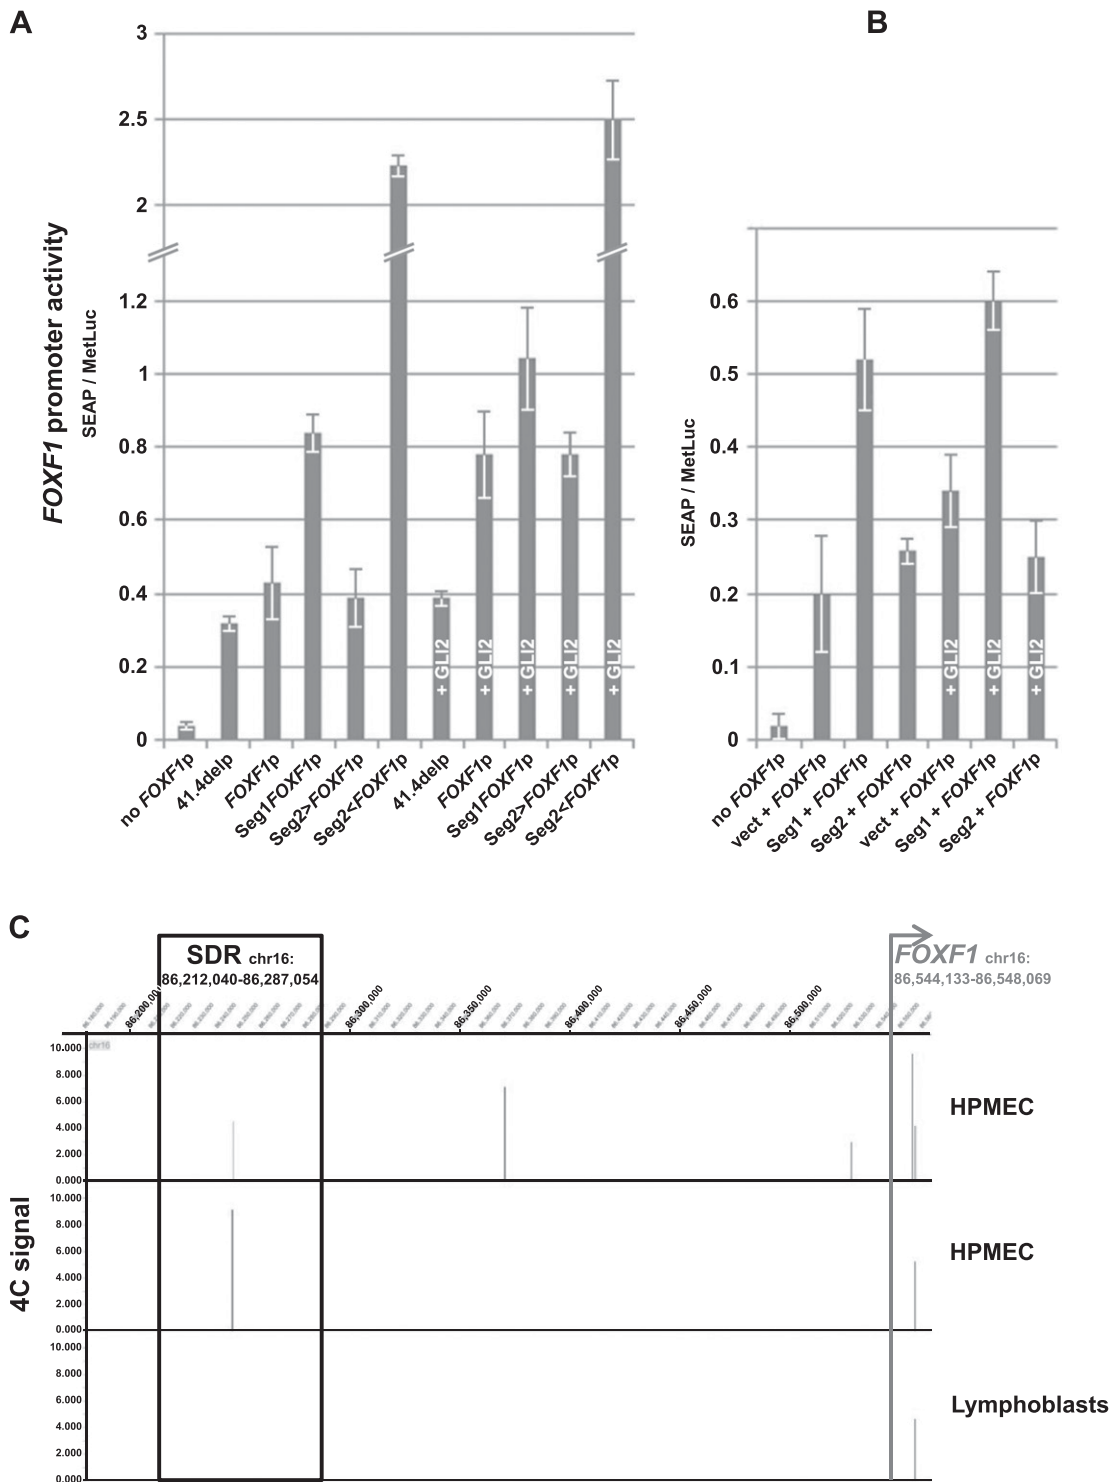 A
B
FOXF1 promoter activity
SEAP / MetLuc
3
2.5
2
1.2
1
0.8
0.6
0.4
0.2
0
+ GLI2
+ GLI2
+ GLI2
+ GLI2
+ GLI2
no FOXF1p
41.4delp
FOXF1p
Seg1FOXF1p
Seg2>FOXF1p
Seg2<FOXF1p
41.4delp
FOXF1p
Seg1FOXF1p
Seg2>FOXF1p
Seg2<FOXF1p
SEAP / MetLuc
0.6
0.5
0.4
0.3
0.2
0.1
0
+ GLI2
+ GLI2
+ GLI2
no FOXF1p
vect + FOXF1p
Seg1 + FOXF1p
Seg2 + FOXF1p
vect + FOXF1p
Seg1 + FOXF1p
Seg2 + FOXF1p
C
SDR chr16:
86,212,040-86,287,054
FOXF1 chr16:
86,544,133-86,548,069
86,300,000
86,350,000
86,400,000
86,450,000
86,500,000
chr16
4C signal
10.000
8.000
6.000
4.000
2.000
0.000
HPMEC
10.000
8.000
6.000
4.000
2.000
0.000
HPMEC
10.000
8.000
6.000
4.000
2.000
0.000
Lymphoblasts